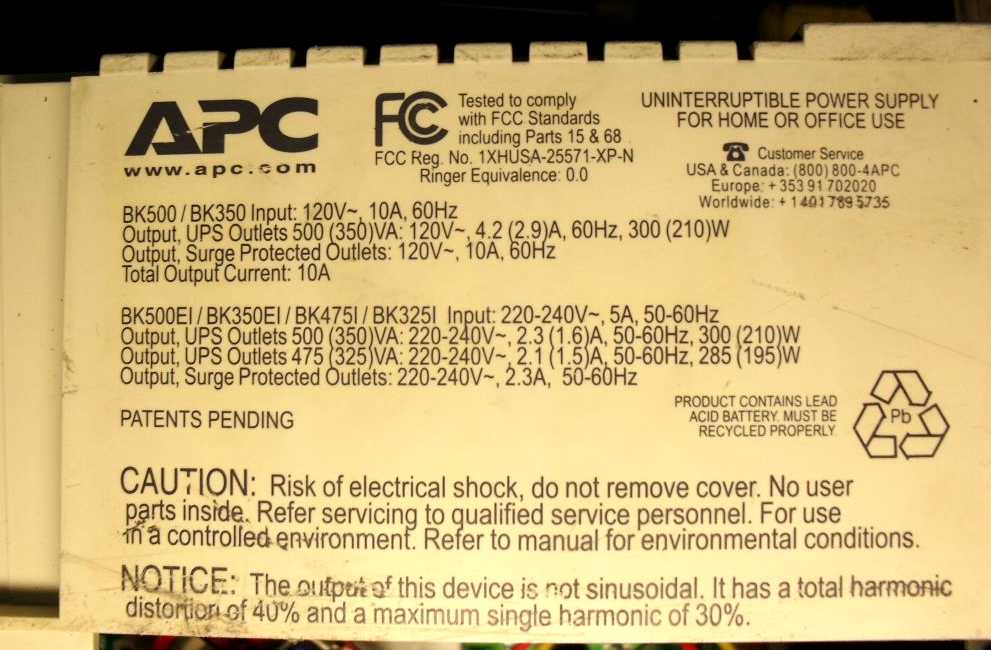 APC
www.apc.com
FC
Tested to comply
with FCC Standards
including Parts 15 & 68
FCC Reg. No. 1XHUSA-25571-XP-N
Ringer Equivalence: 0.0
UNINTERRUPTIBLE POWER SUPPLY
FOR HOME OR OFFICE USE
Customer Service
USA & Canada: (800) 800-4APC
Europe: +353 91 702020
Worldwide: +1 401 789 5735
BK500 / BK350 Input: 120V~, 10A, 60Hz
Output, UPS Outlets 500 (350)VA: 120V~, 4.2 (2.9)A, 60Hz, 300 (210)W
Output, Surge Protected Outlets: 120V~, 10A, 60Hz
Total Output Current: 10A
BK500EI / BK350EI / BK475I / BK325I Input: 220-240V~, 5A, 50-60Hz
Output, UPS Outlets 500 (350)VA: 220-240V~, 2.3 (1.6)A, 50-60Hz, 300 (210)W
Output, UPS Outlets 475 (325)VA: 220-240V~, 2.1 (1.5)A, 50-60Hz, 285 (195)W
Output, Surge Protected Outlets: 220-240V~, 2.3A, 50-60Hz
PATENTS PENDING
PRODUCT CONTAINS LEAD
ACID BATTERY. MUST BE
RECYCLED PROPERLY.
Pb
CAUTION: Risk of electrical shock, do not remove cover. No user
parts inside. Refer servicing to qualified service personnel. For use
in a controlled environment. Refer to manual for environmental conditions.
NOTICE: The output of this device is not sinusoidal. It has a total harmonic
distortion of 40% and a maximum single harmonic of 30%.